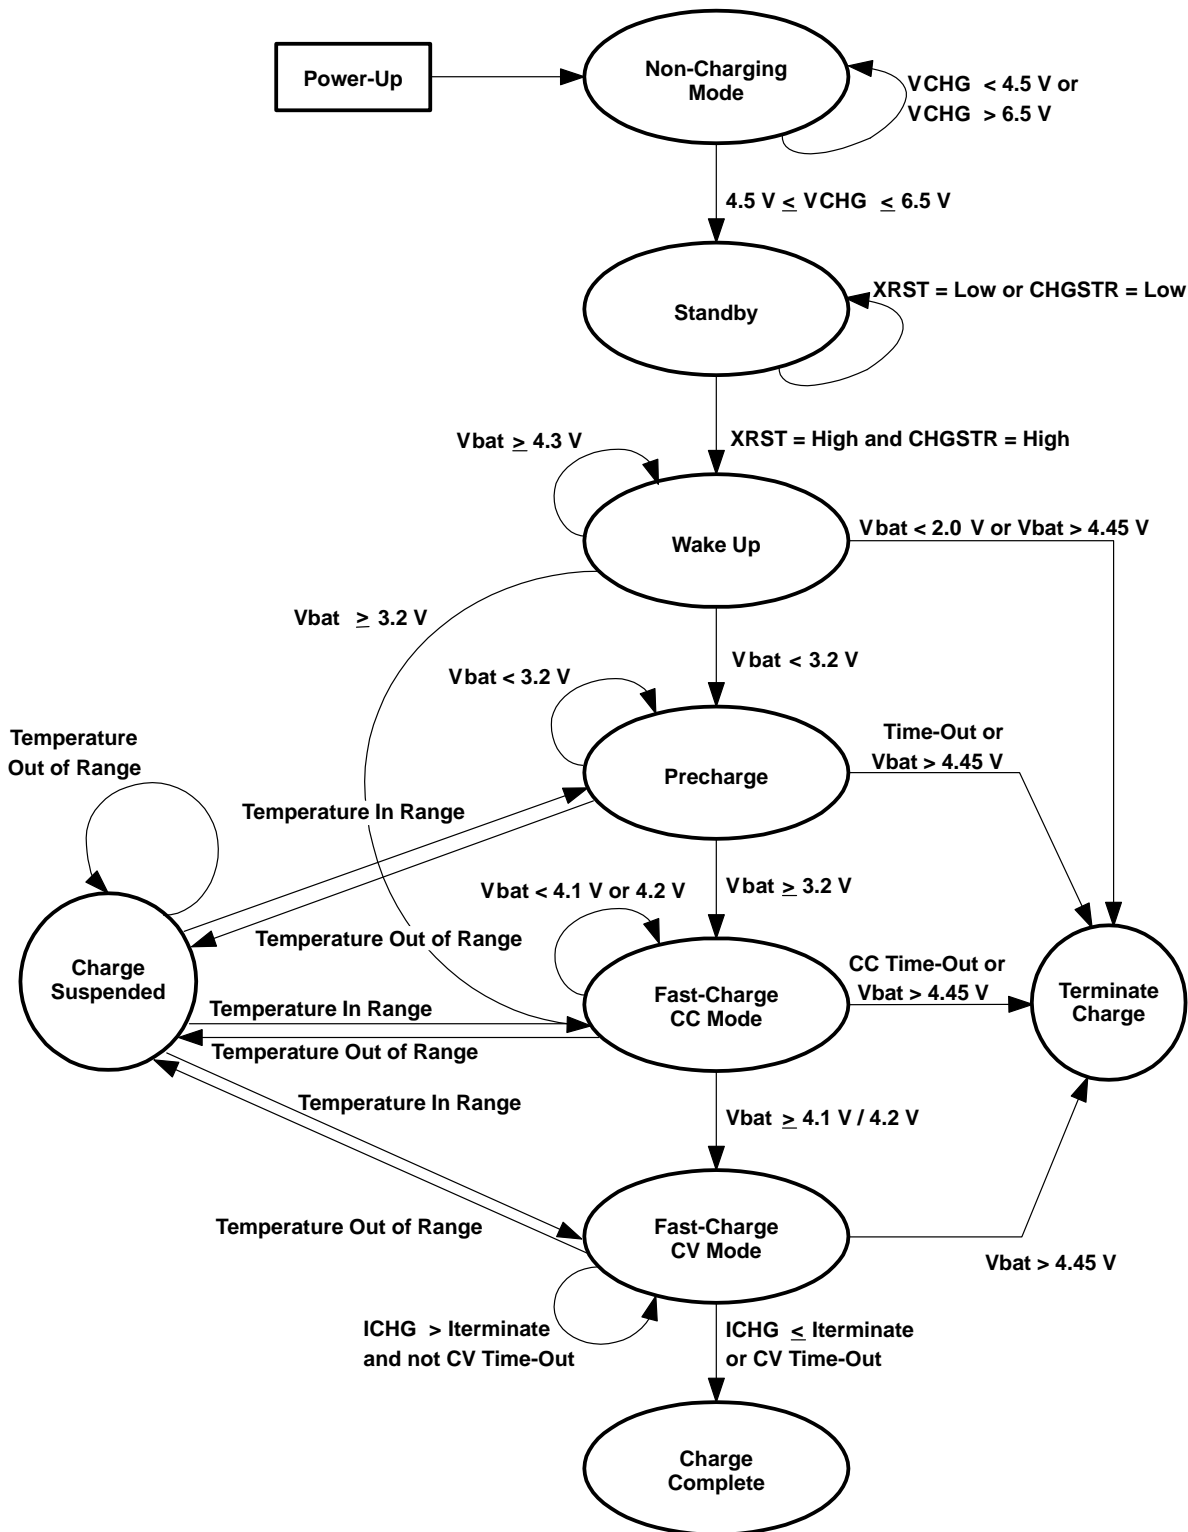 Power-Up
Non-Charging
Mode
VCHG < 4.5 V or
VCHG > 6.5 V
4.5 V ≤ VCHG ≤ 6.5 V
Standby
XRST = Low or CHGSTR = Low
XRST = High and CHGSTR = High
Vbat ≥ 4.3 V
Wake Up
Vbat < 2.0 V or Vbat > 4.45 V
Vbat ≥ 3.2 V
Vbat < 3.2 V
Vbat < 3.2 V
Precharge
Time-Out or
Vbat > 4.45 V
Temperature
Out of Range
Temperature In Range
Vbat ≥ 3.2 V
Vbat < 4.1 V or 4.2 V
Temperature Out of Range
Charge
Suspended
Fast-Charge
CC Mode
CC Time-Out or
Vbat > 4.45 V
Terminate
Charge
Temperature In Range
Temperature Out of Range
Temperature In Range
Vbat ≥ 4.1 V / 4.2 V
Temperature Out of Range
Fast-Charge
CV Mode
Vbat > 4.45 V
ICHG > Iterminate
and not CV Time-Out
ICHG ≤ Iterminate
or CV Time-Out
Charge
Complete